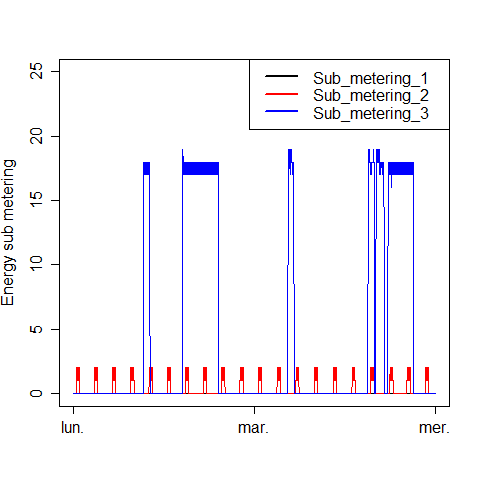 Sub_metering_1
Sub_metering_2
Sub_metering_3
Energy sub metering
25
20
15
10
5
0
lun. mar. mer.